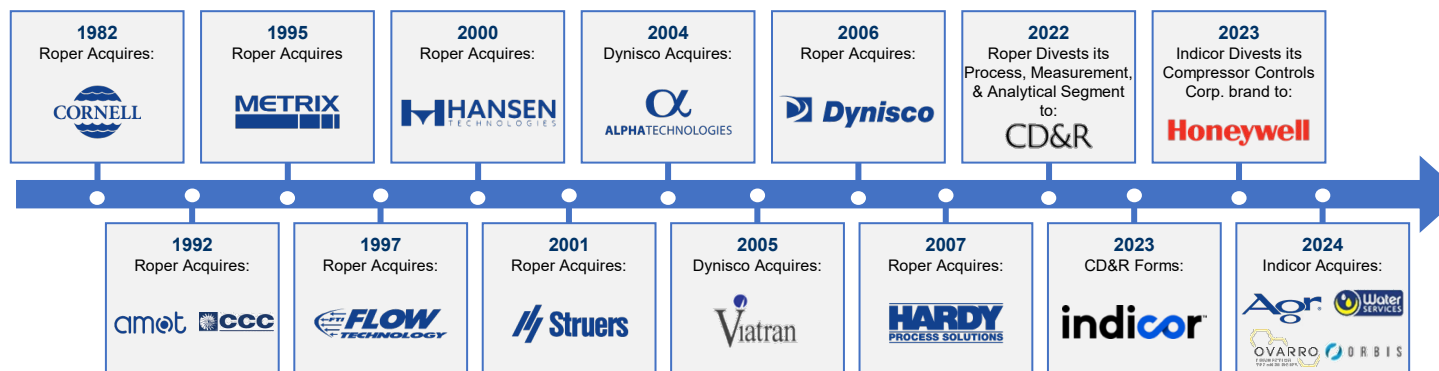 1982
Roper Acquires:
CORNELL
1995
Roper Acquires
METRIX
2000
Roper Acquires:
HANSEN
TECHNOLOGIES
2004
Dynisco Acquires:
α
ALPHATECHNOLOGIES
2006
Roper Acquires:
Dynisco
2022
Roper Divests its
Process, Measurement,
& Analytical Segment
to:
CD&R
2023
Indicor Divests its
Compressor Controls
Corp. brand to:
Honeywell
1992
Roper Acquires:
amot CCC
1997
Roper Acquires:
FTI FLOW
TECHNOLOGY
2001
Roper Acquires:
Struers
2005
Dynisco Acquires:
Viatran
2007
Roper Acquires:
HARDY
PROCESS SOLUTIONS
2023
CD&R Forms:
indicor™
2024
Indicor Acquires:
Agr®
Water
SERVICES
OVARRO
ORBIS